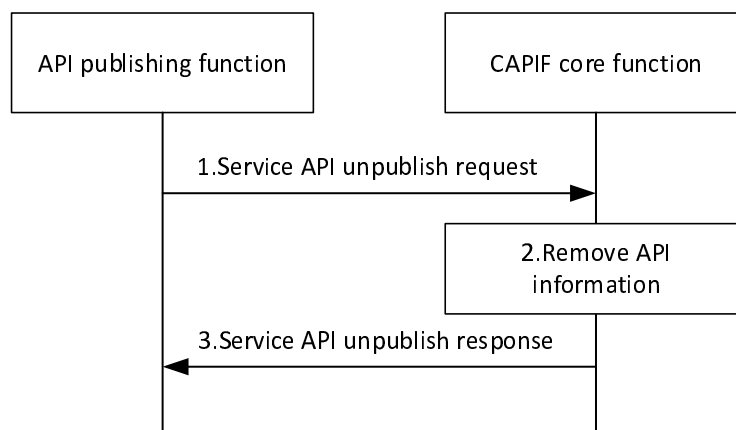 API publishing function
CAPIF core function
1.Service API unpublish request
2.Remove API
information
3.Service API unpublish response